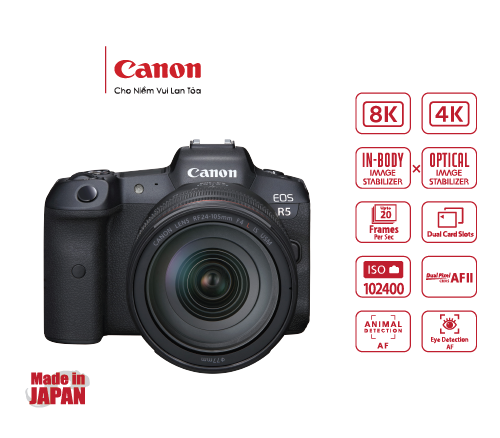 Canon
Cho Niềm Vui Lan Tỏa
8K
4K
Canon
EOS
R5
CANON LENS RF24-105mm F4 L IS USM
Ø77mm
IN-BODY
IMAGE
STABILIZER
×
OPTICAL
IMAGE
STABILIZER
Up to
20
Frames
Per Sec
Dual Card Slots
ISO
102400
Dual Pixel
CMOS AF II
ANIMAL
DETECTION
AF
Eye Detection
AF
Made in
JAPAN